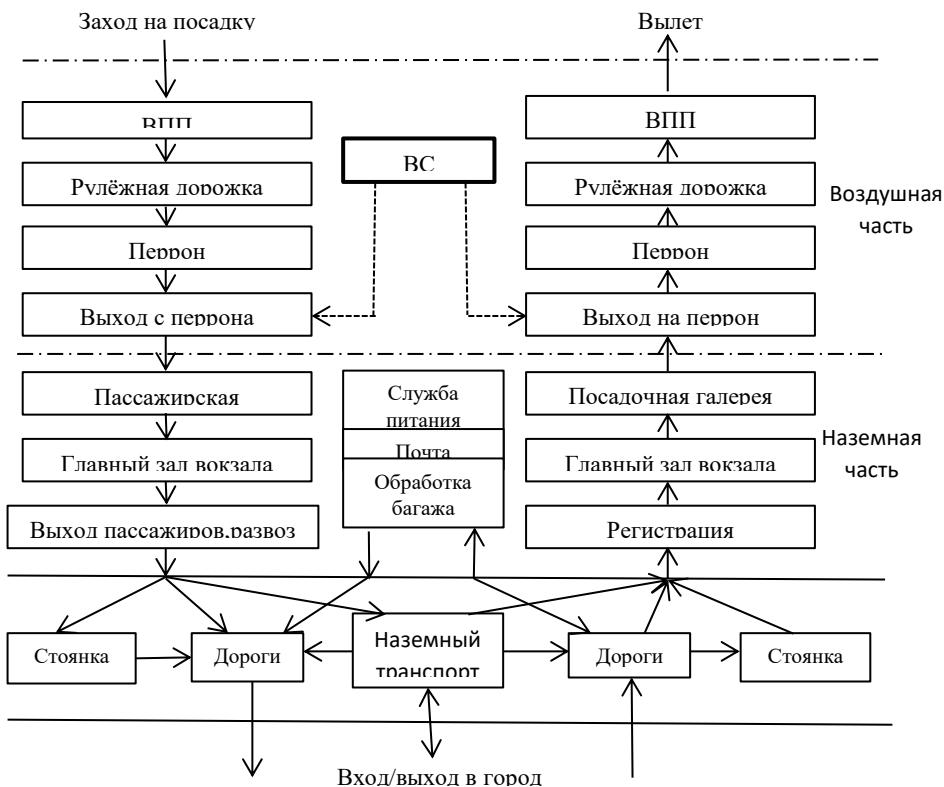 Заход на посадку
Вылет
ВПП
ВС
ВПП
Рулёжная дорожка
Рулёжная дорожка
Воздушная
часть
Перрон
Перрон
Выход с перрона
Выход на перрон
Пассажирская
Служба
питания
Посадочная галерея
Почта
Наземная
часть
Главный зал вокзала
Обработка
багажа
Главный зал вокзала
Выход пассажиров,развоз
Регистрация
Стоянка
Дороги
Наземный
транспорт
Дороги
Стоянка
Вход/выход в город